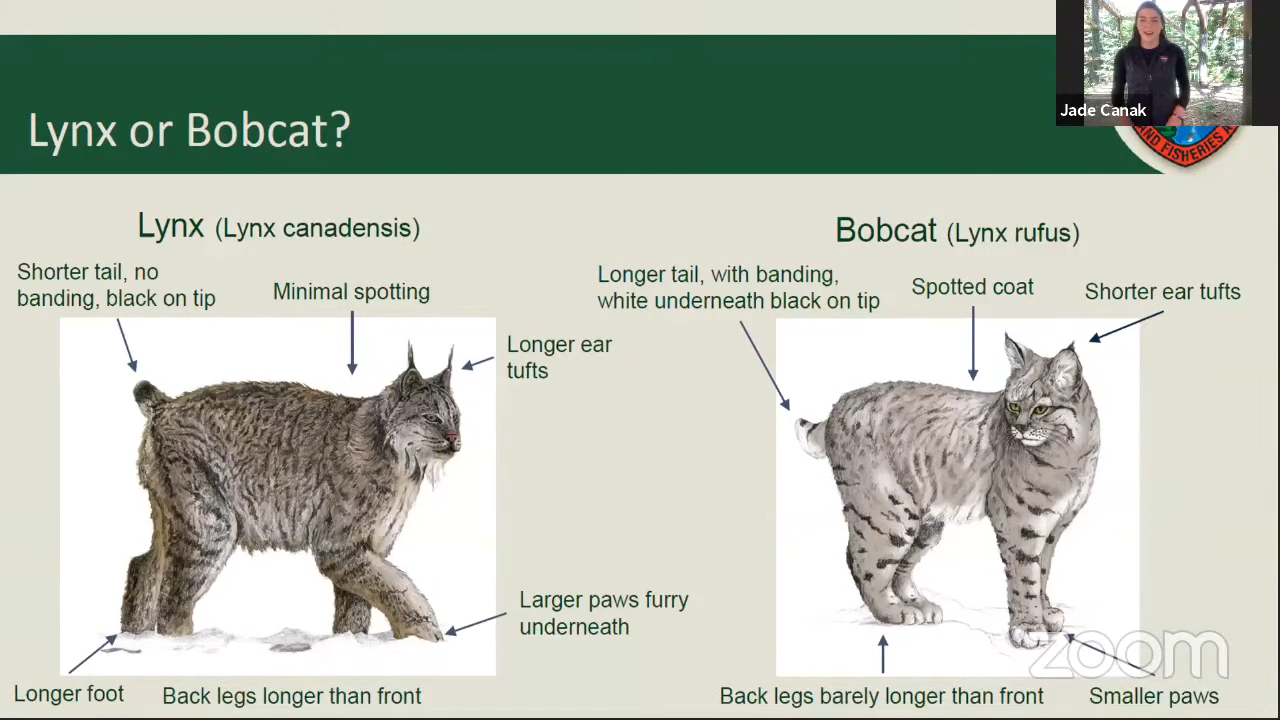 Jade Canak
AND FISHERIES
Lynx or Bobcat?
Lynx (Lynx canadensis)
Shorter tail, no
banding, black on tip
Minimal spotting
Longer ear
tufts
Larger paws furry
underneath
Longer foot
Back legs longer than front
Bobcat (Lynx rufus)
Longer tail, with banding,
white underneath black on tip
Spotted coat
Shorter ear tufts
Back legs barely longer than front
Smaller paws
zoom